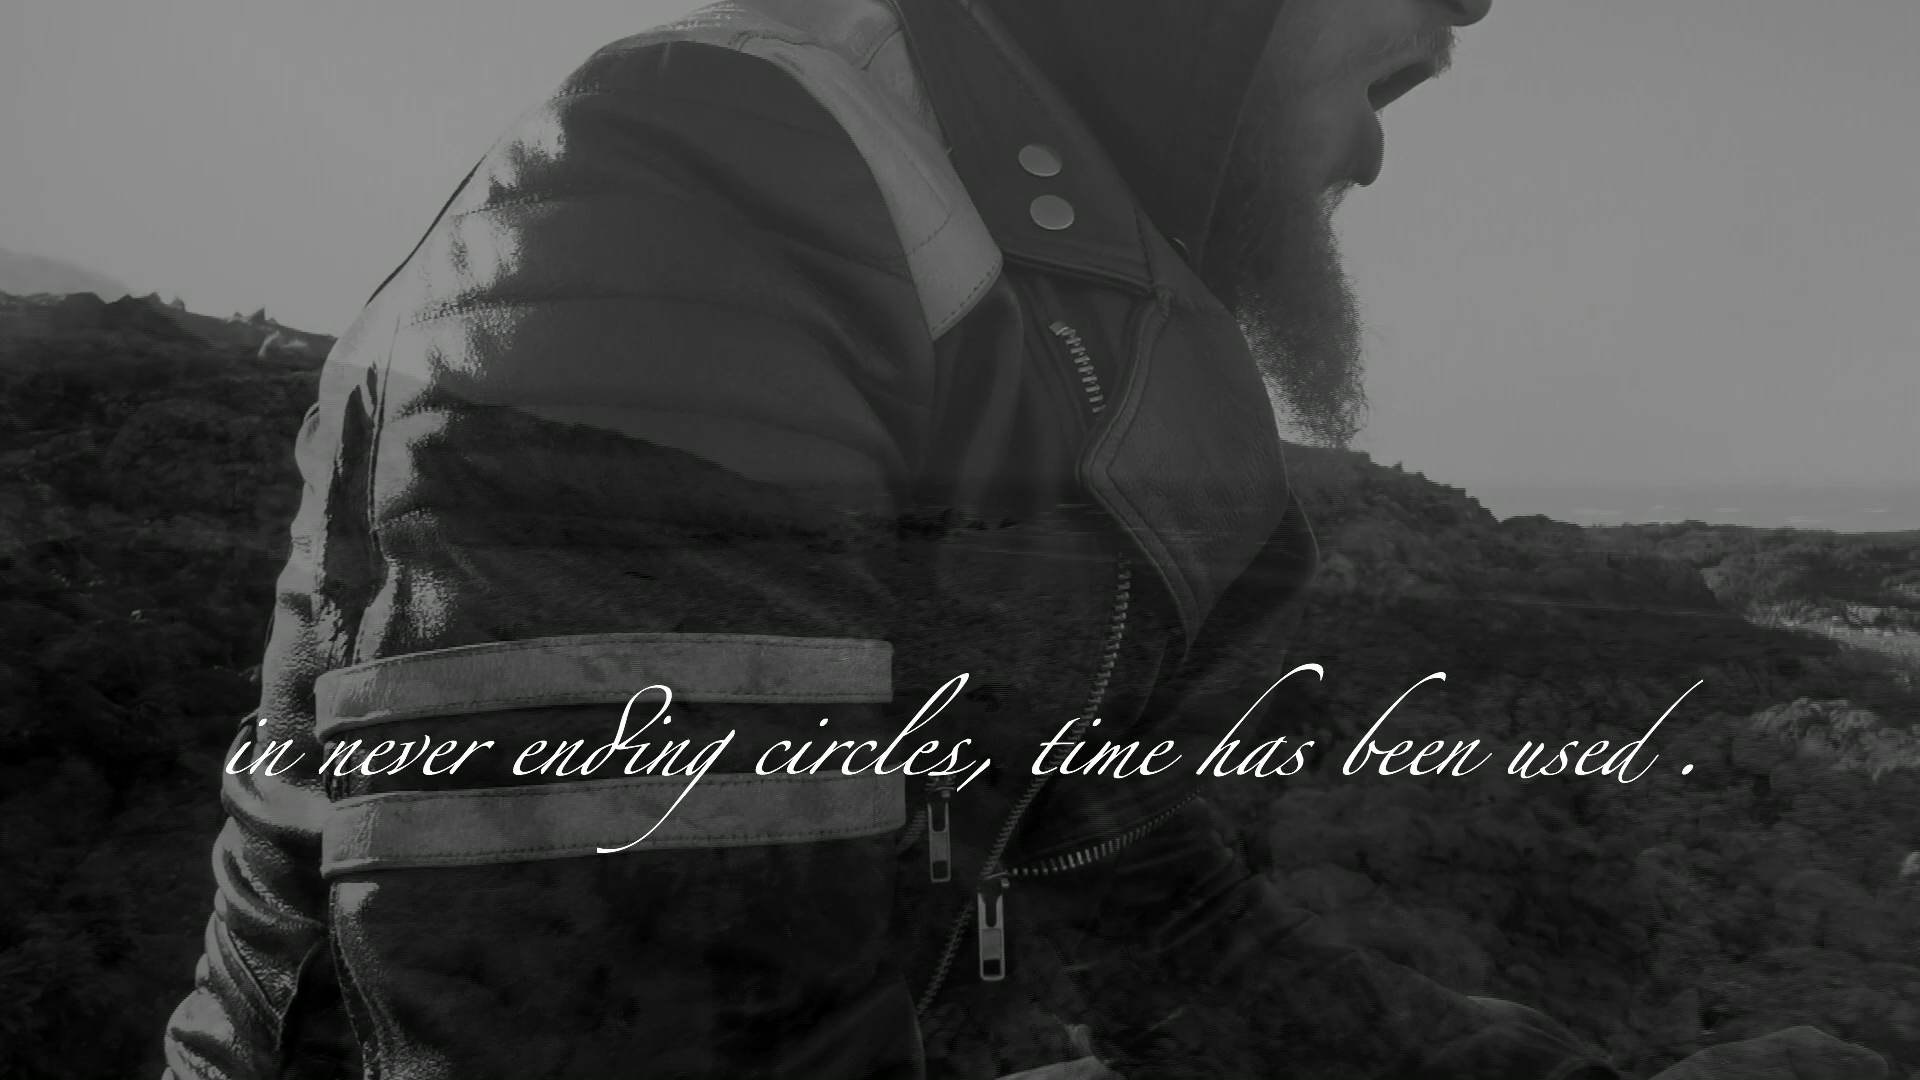 in never ending circles, time has been used .